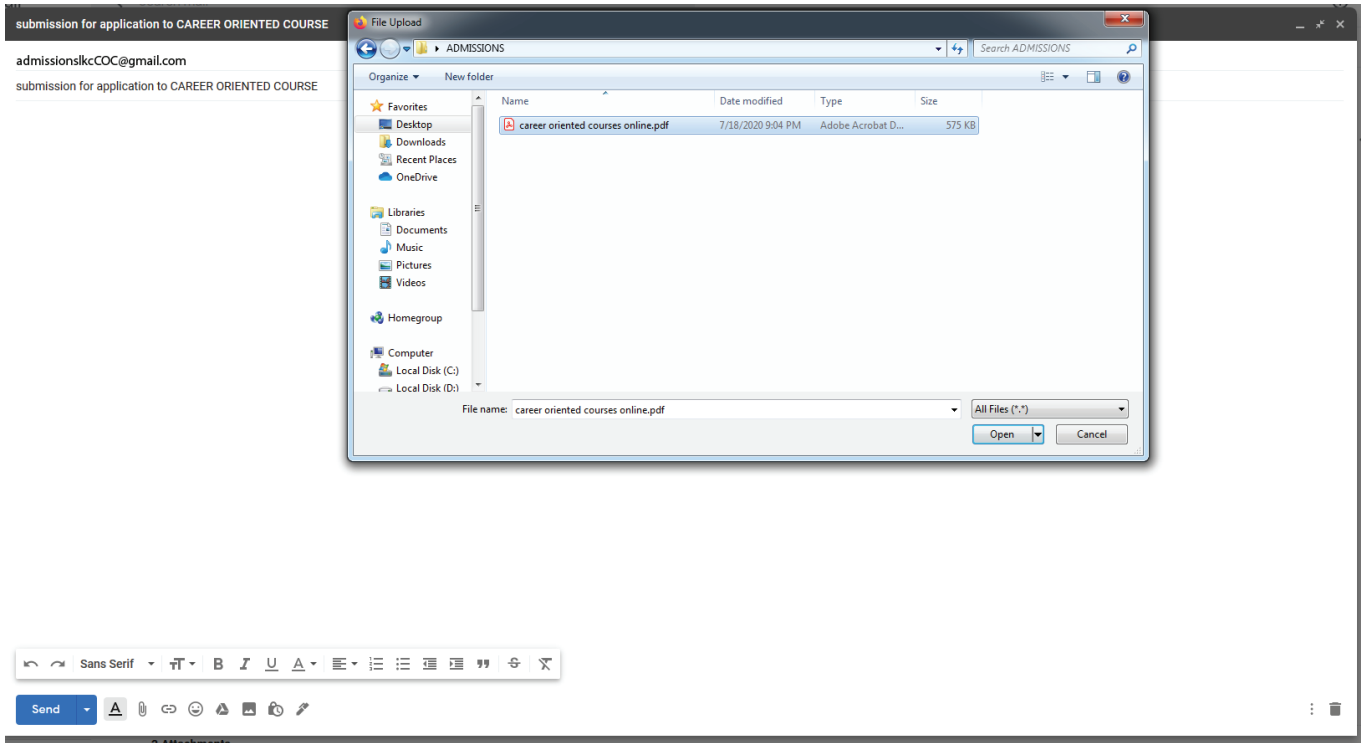 submission for application to CAREER ORIENTED COURSE
admissionslkcCOC@gmail.com
submission for application to CAREER ORIENTED COURSE
File Upload
ADMISSIONS
Search ADMISSIONS
Organize
New folder
Name
Date modified
Type
Size
career oriented courses online.pdf
7/18/2020 9:04 PM
Adobe Acrobat D...
575 KB
Favorites
Desktop
Downloads
Recent Places
OneDrive
Libraries
Documents
Music
Pictures
Videos
Homegroup
Computer
Local Disk (C:)
Local Disk (D:)
File name:
career oriented courses online.pdf
All Files (*.*)
Open
Cancel
Sans Serif
Send